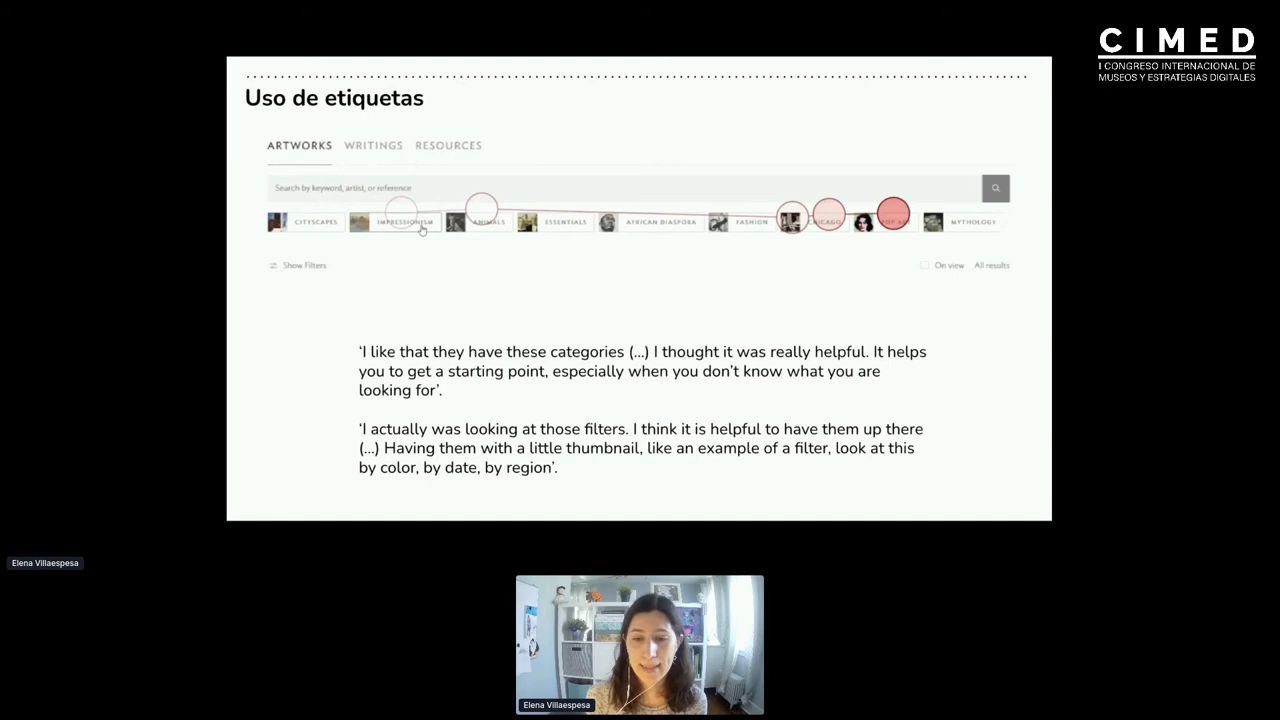 CIMED
I CONGRESO INTERNACIONAL DE
MUSEOS Y ESTRATEGIAS DIGITALES
Uso de etiquetas
ARTWORKS WRITINGS RESOURCES
Search by keyword, artist, or reference
CITYSCAPES IMPRESSIONISM ANIMALS ESSENTIALS AFRICAN DIASPORA FASHION CHICAGO POP MYTHOLOGY
Show Filters On view All results
‘I like that they have these categories (...) I thought it was really helpful. It helps
you to get a starting point, especially when you don’t know what you are
looking for’.
‘I actually was looking at those filters. I think it is helpful to have them up there
(...) Having them with a little thumbnail, like an example of a filter, look at this
by color, by date, by region’.
Elena Villaespesa
Elena Villaespesa